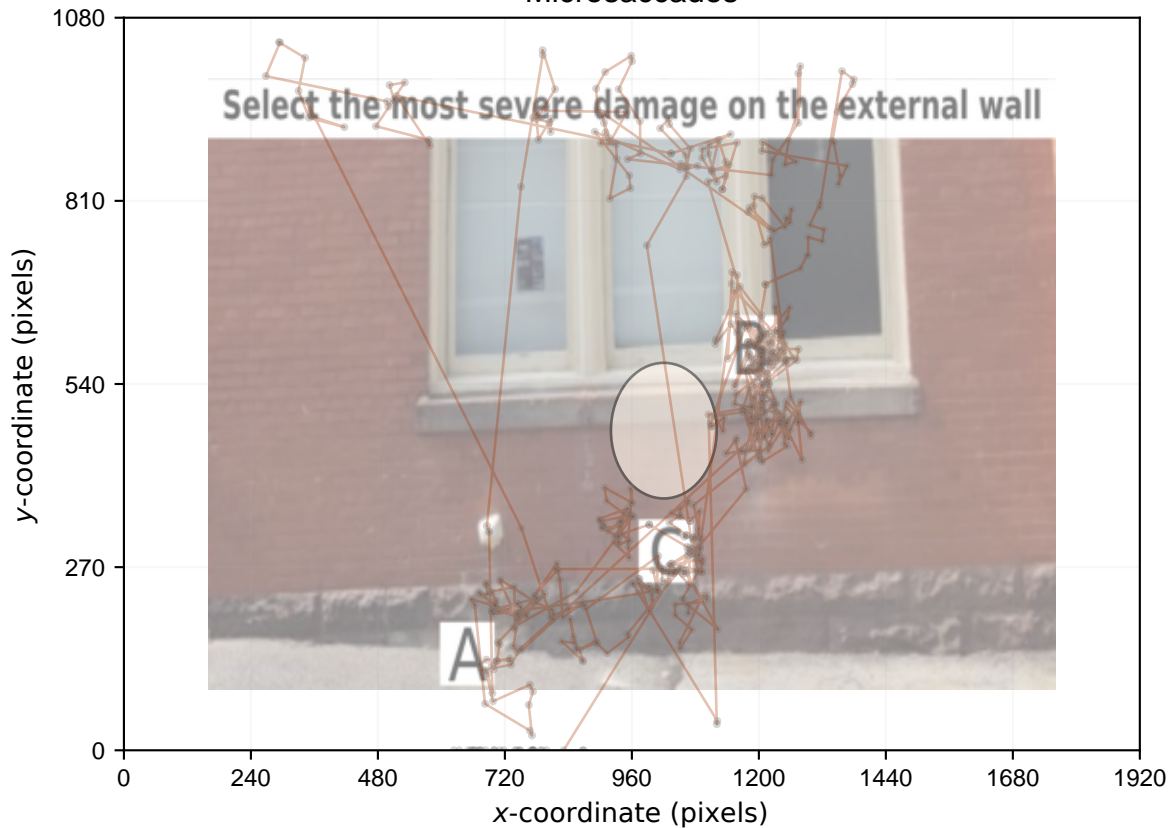 Microsaccades
1080
Select the most severe damage on the external wall
810
B
540
C
270
A
0
0 240 480 720 960 1200 1440 1680 1920
x-coordinate (pixels)
y-coordinate (pixels)